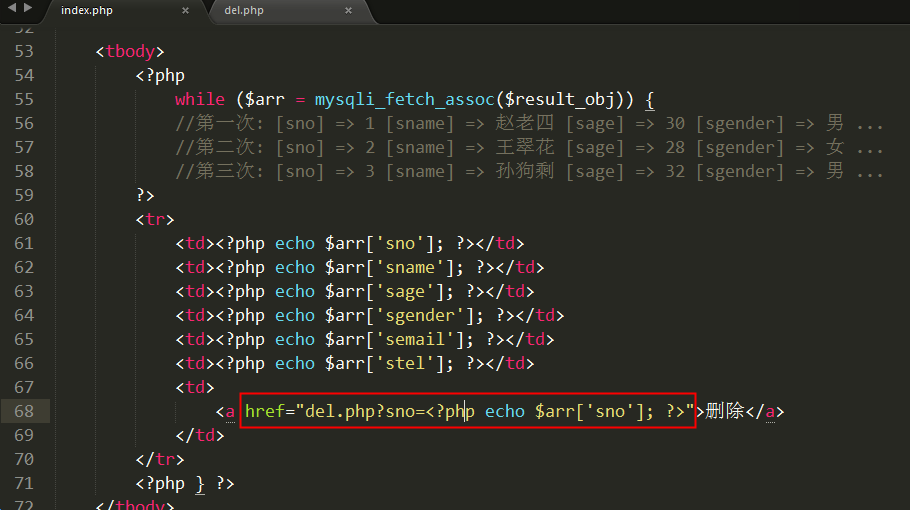 index.php × del.php ×
52
53 <tbody>
54 <?php
55 while ($arr = mysqli_fetch_assoc($result_obj)) {
56 //第一次: [sno] => 1 [sname] => 赵老四 [sage] => 30 [sgender] => 男 ...
57 //第二次: [sno] => 2 [sname] => 王翠花 [sage] => 28 [sgender] => 女 ...
58 //第三次: [sno] => 3 [sname] => 孙狗剩 [sage] => 32 [sgender] => 男 ...
59 ?>
60 <tr>
61 <td><?php echo $arr['sno']; ?></td>
62 <td><?php echo $arr['sname']; ?></td>
63 <td><?php echo $arr['sage']; ?></td>
64 <td><?php echo $arr['sgender']; ?></td>
65 <td><?php echo $arr['semail']; ?></td>
66 <td><?php echo $arr['stel']; ?></td>
67 <td>
68 <a href="del.php?sno=<?php echo $arr['sno']; ?>">删除</a>
69 </td>
70 </tr>
71 <?php } ?>
72 </tbody>